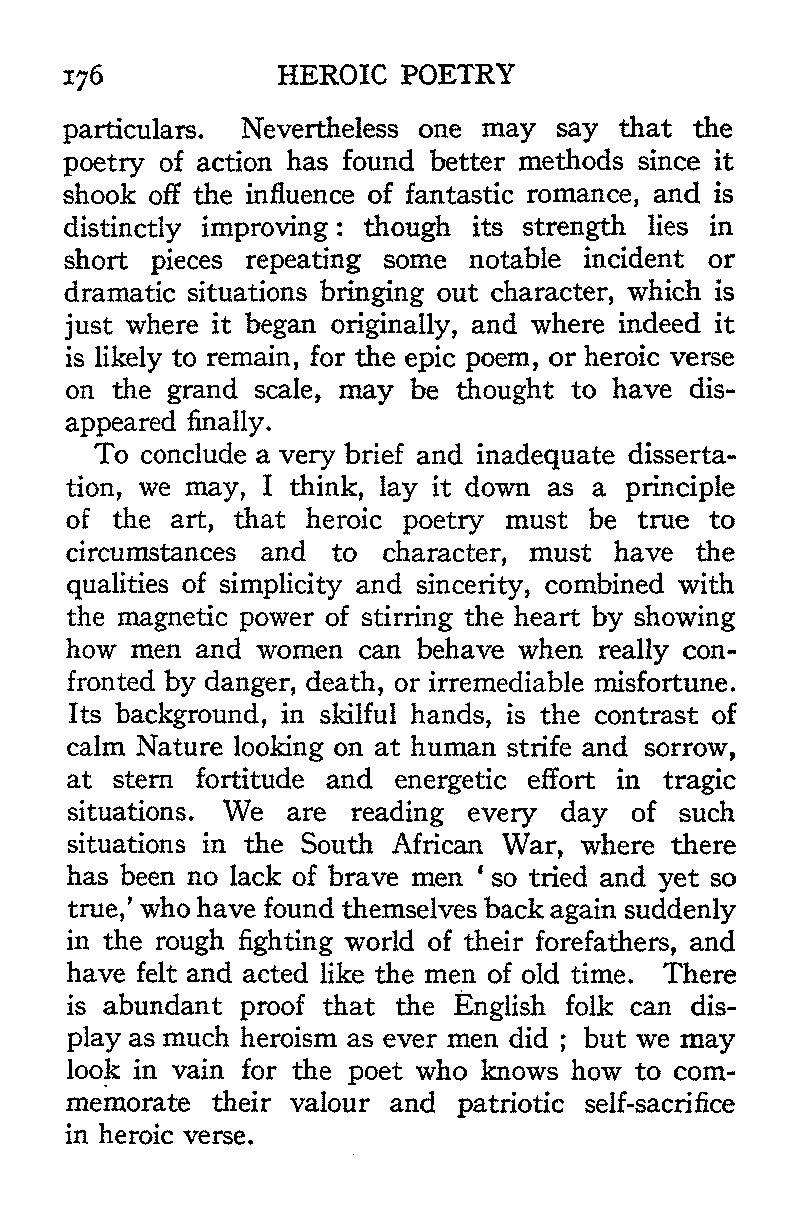 176 HEROIC POETRY
particulars. Nevertheless one may say that the
poetry of action has found better methods since it
shook off the influence of fantastic romance, and is
distinctly improving : though its strength lies in
short pieces repeating some notable incident or
dramatic situations bringing out character, which is
just where it began originally, and where indeed it
is likely to remain, for the epic poem, or heroic verse
on the grand scale, may be thought to have dis-
appeared finally.
To conclude a very brief and inadequate disserta-
tion, we may, I think, lay it down as a principle
of the art, that heroic poetry must be true to
circumstances and to character, must have the
qualities of simplicity and sincerity, combined with
the magnetic power of stirring the heart by showing
how men and women can behave when really con-
fronted by danger, death, or irremediable misfortune.
Its background, in skilful hands, is the contrast of
calm Nature looking on at human strife and sorrow,
at stern fortitude and energetic effort in tragic
situations. We are reading every day of such
situations in the South African War, where there
has been no lack of brave men ‘ so tried and yet so
true,’ who have found themselves back again suddenly
in the rough fighting world of their forefathers, and
have felt and acted like the men of old time. There
is abundant proof that the English folk can dis-
play as much heroism as ever men did ; but we may
look in vain for the poet who knows how to com-
memorate their valour and patriotic self-sacrifice
in heroic verse.